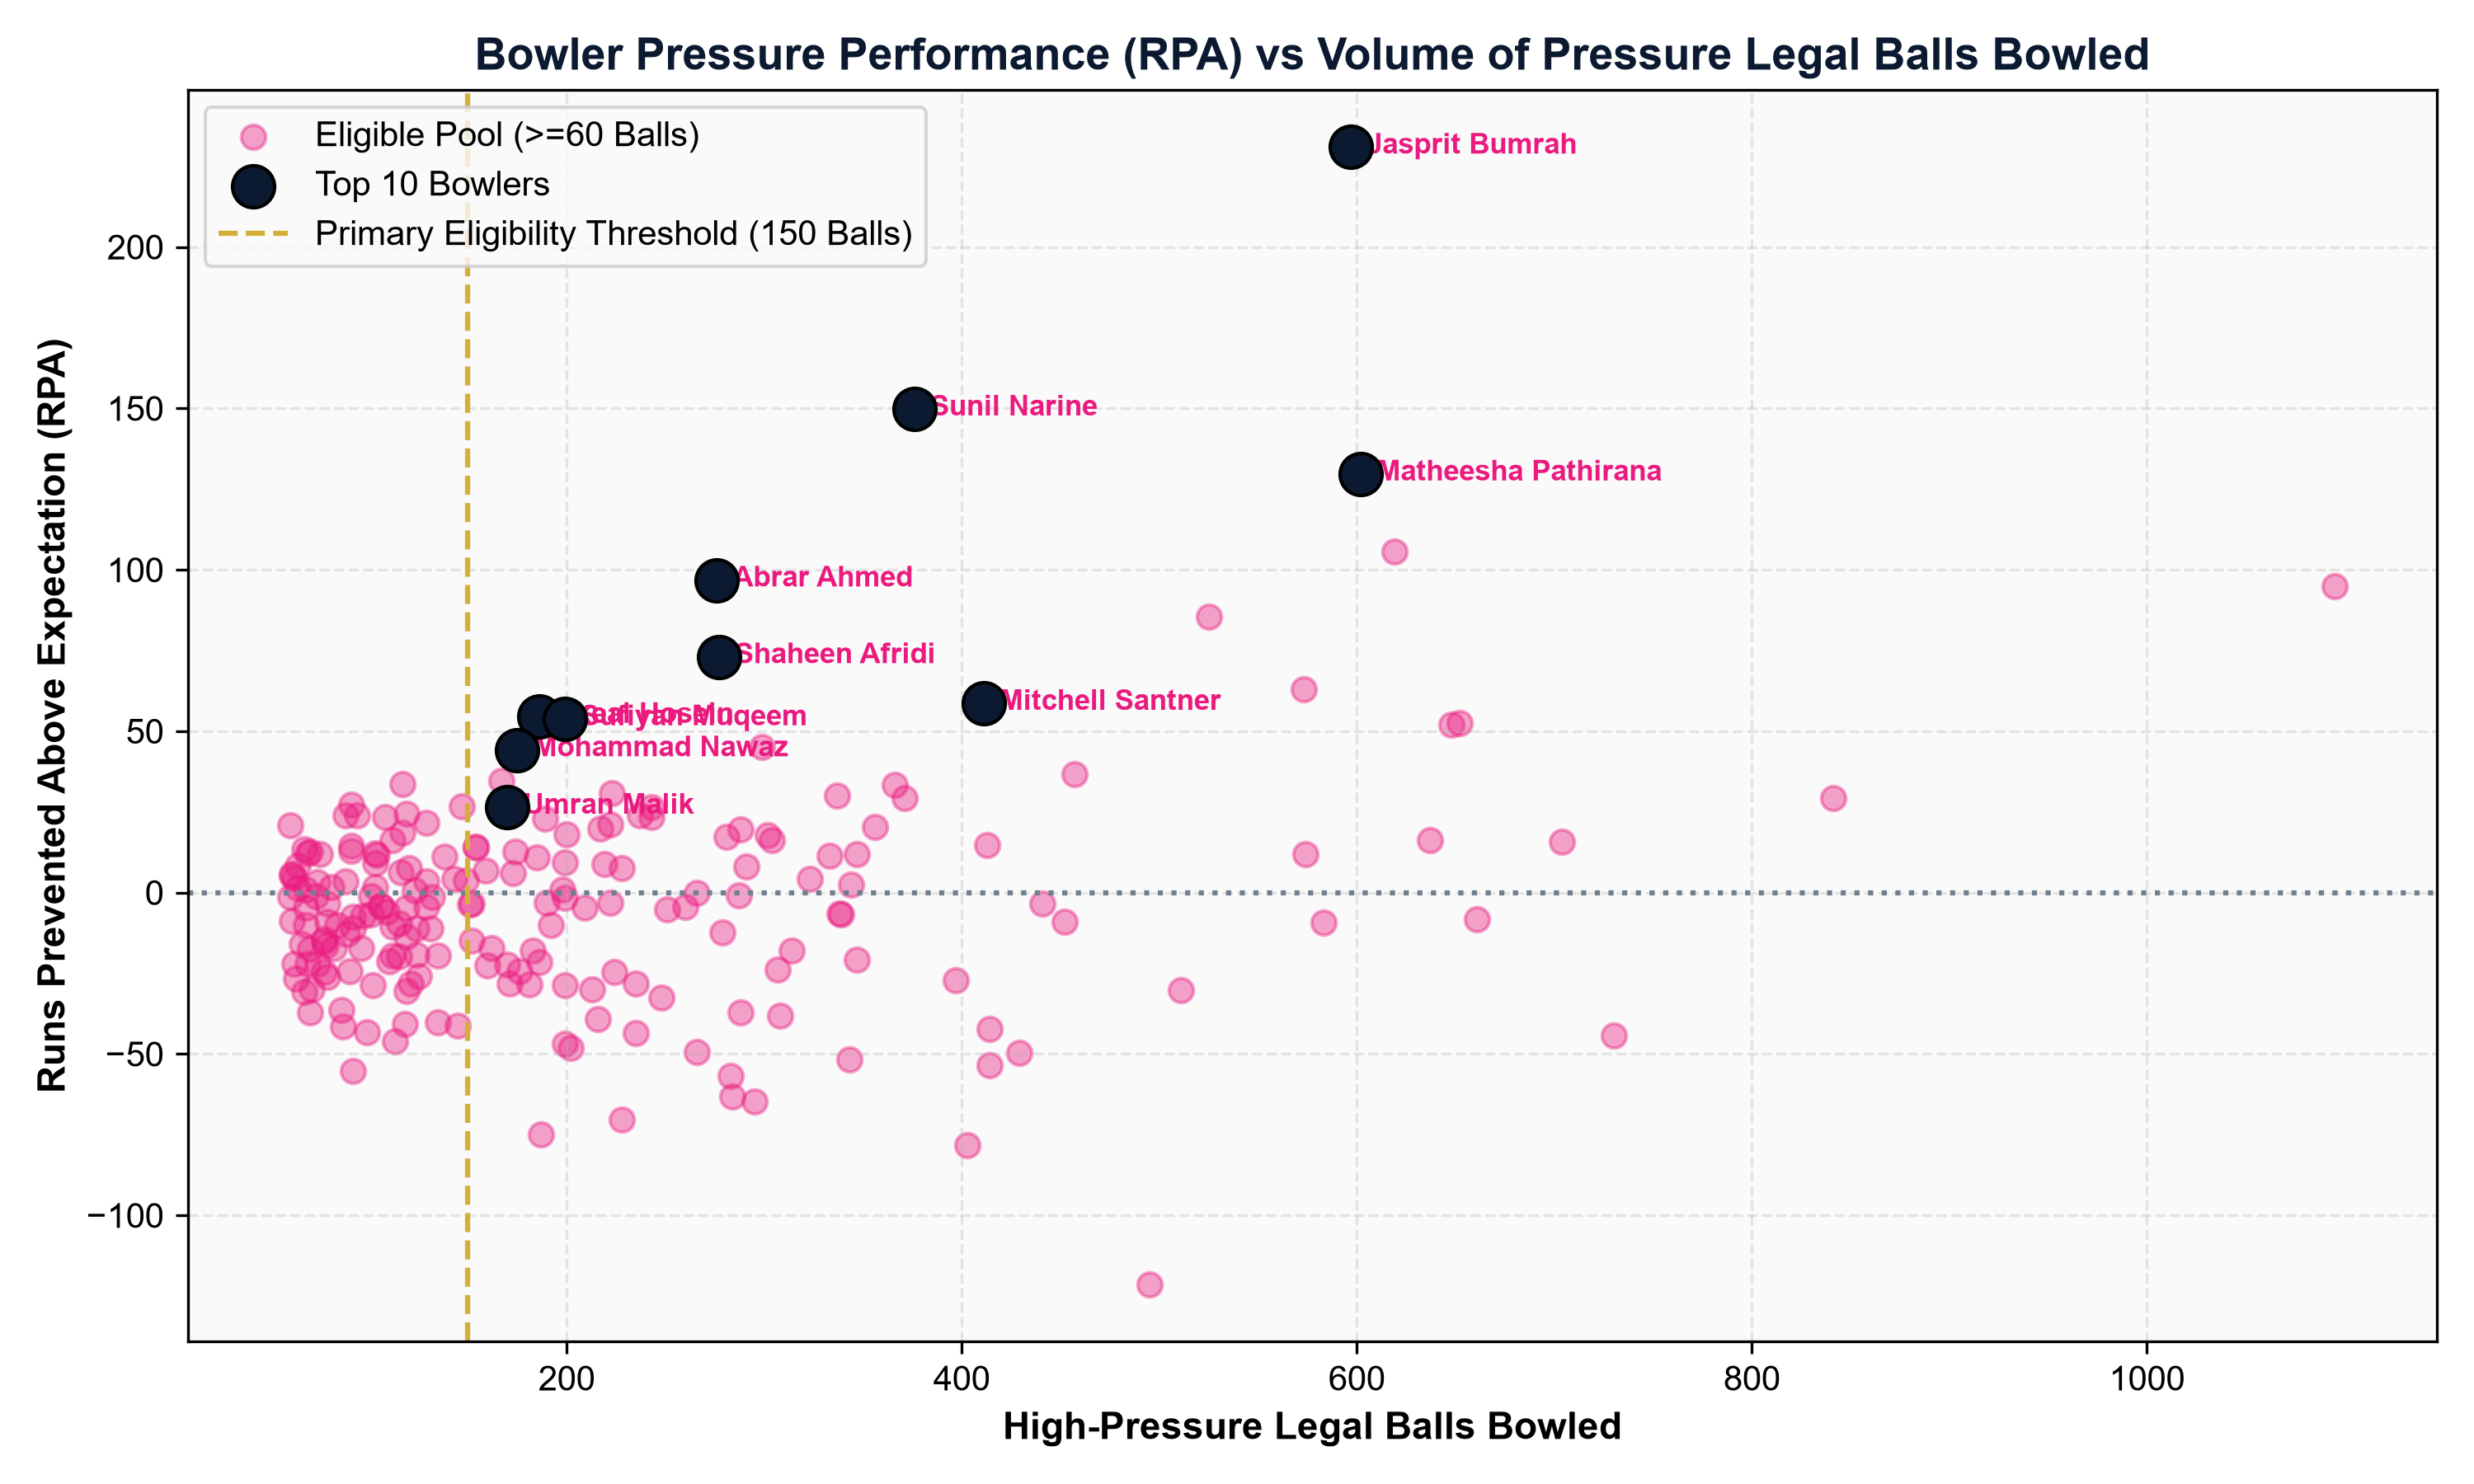 Bowler Pressure Performance (RPA) vs Volume of Pressure Legal Balls Bowled
Eligible Pool (>=60 Balls)
Top 10 Bowlers
Primary Eligibility Threshold (150 Balls)
Jasprit Bumrah
Sunil Narine
Matheesha Pathirana
Abrar Ahmed
Shaheen Afridi
Mitchell Santner
Hosein
Sufiyan Muqeem
Mohammad Nawaz
Umran Malik
Runs Prevented Above Expectation (RPA)
200
150
100
50
0
−50
−100
200
400
600
800
1000
High-Pressure Legal Balls Bowled